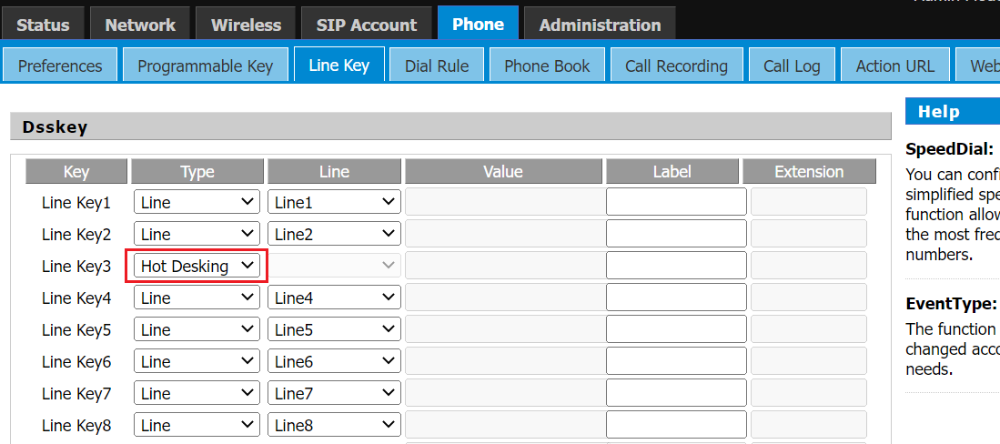 Status Network Wireless SIP Account Phone Administration
Preferences Programmable Key Line Key Dial Rule Phone Book Call Recording Call Log Action URL Web
Help
Dsskey
Key Type Line Value Label Extension
Line Key1 Line Line1
Line Key2 Line Line2
Line Key3 Hot Desking
Line Key4 Line Line4
Line Key5 Line Line5
Line Key6 Line Line6
Line Key7 Line Line7
Line Key8 Line Line8
SpeedDial:
You can confi
simplified spe
function allow
the most freq
numbers.
EventType:
The function
changed acco
needs.